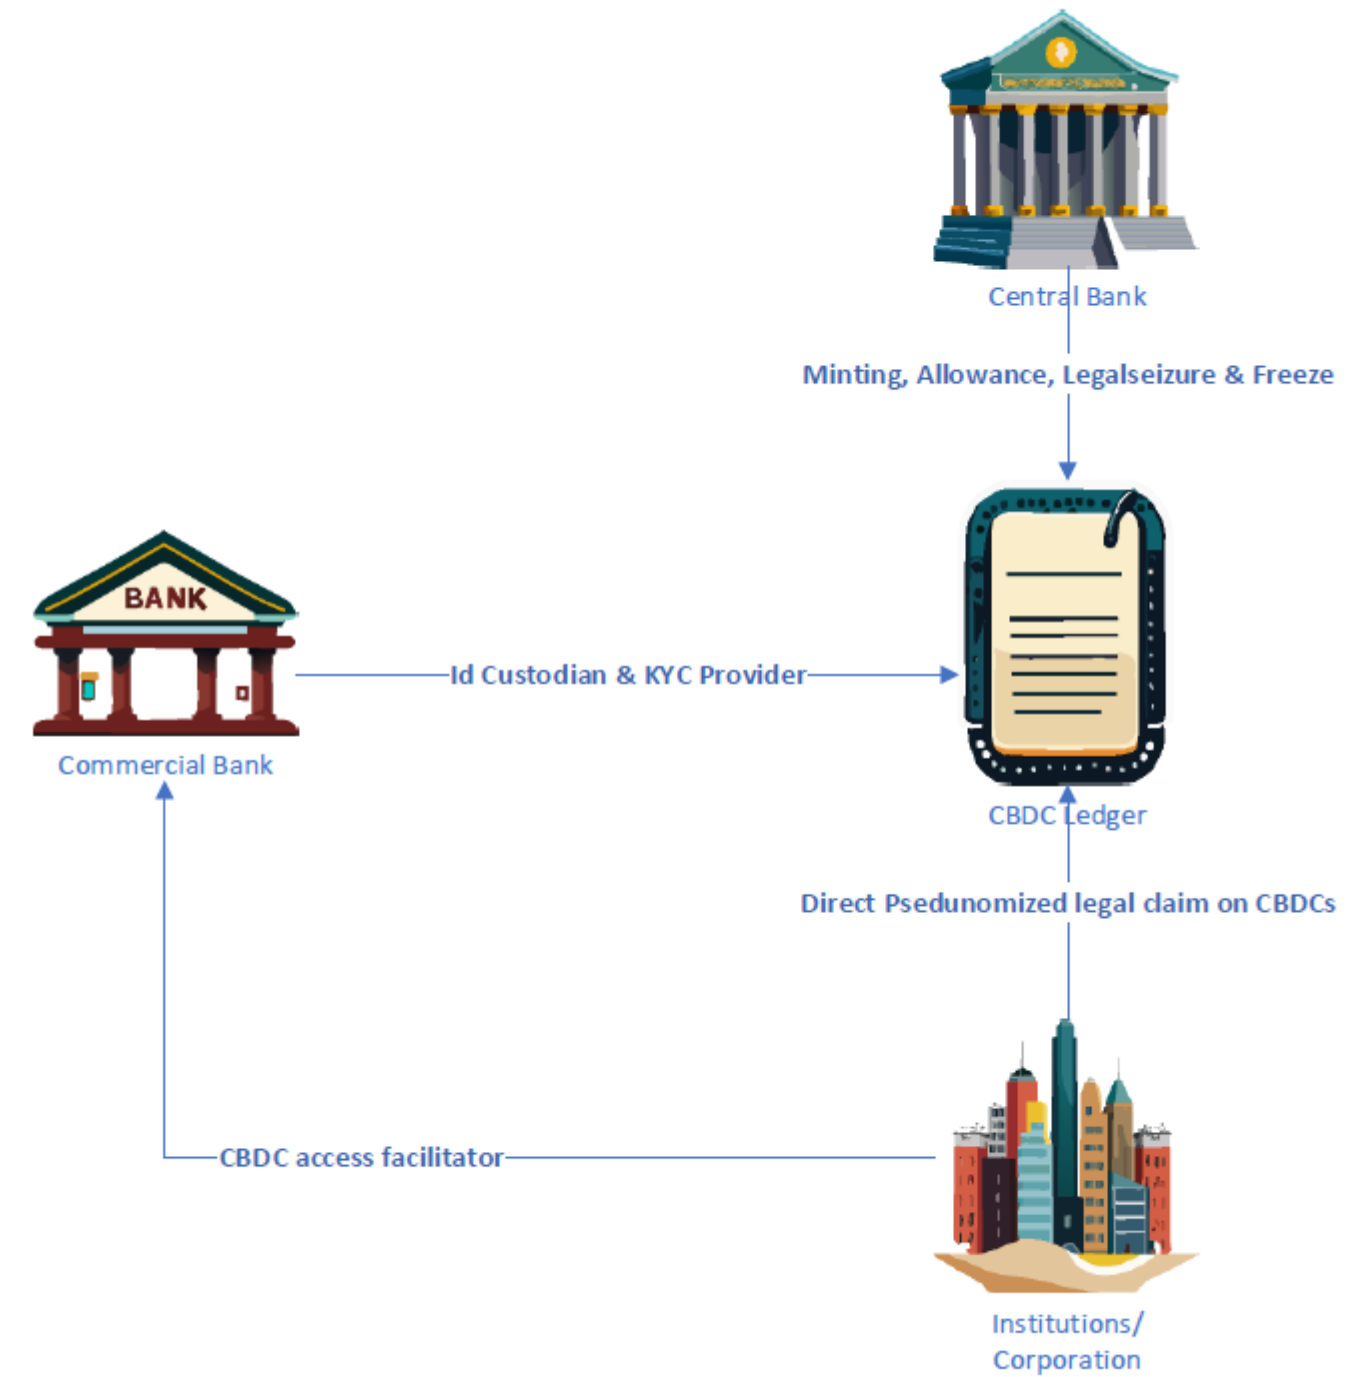 Central Bank
Minting, Allowance, Legalseizure & Freeze
BANK
Id Custodian & KYC Provider
Commercial Bank
CBDC Ledger
Direct Psedunomized legal claim on CBDCs
CBDC access facilitator
Institutions/
Corporation